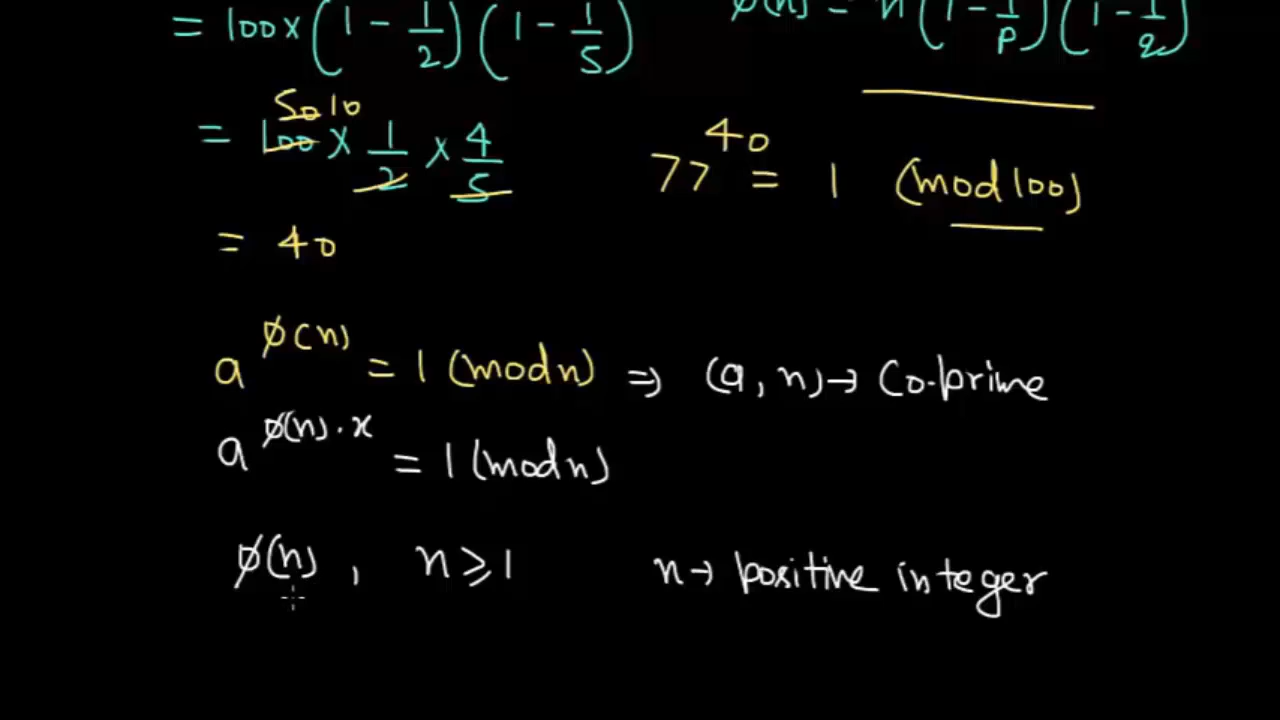 = 100 × (1 - 1/2) (1 - 1/5)
ϕ(n) = n (1 - 1/p) (1 - 1/q)
50 10
= 100 × 1/2 × 4/5
77^40 = 1 (mod 100)
= 40
a^ϕ(n) = 1 (mod n) ⇒ (a, n) → Co-prime
a^ϕ(n)·x = 1 (mod n)
ϕ(n) , n ≥ 1 n → positive integer